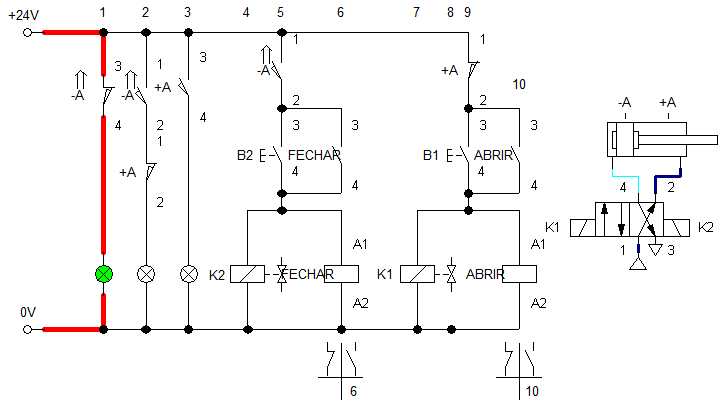 +24V 1 2 3 4 5 6 7 8 9
3 1 3 1 1
-A -A +A -A +A 10
4 2 4 2 2
1 3 3 3 3
B2 FECHAR B1 ABRIR
+A 4 4
2 4 4
A1 A1
K2 FECHAR K1 ABRIR
A2 A2
0V
6 10
-A +A
4 2
K1 K2
1 3